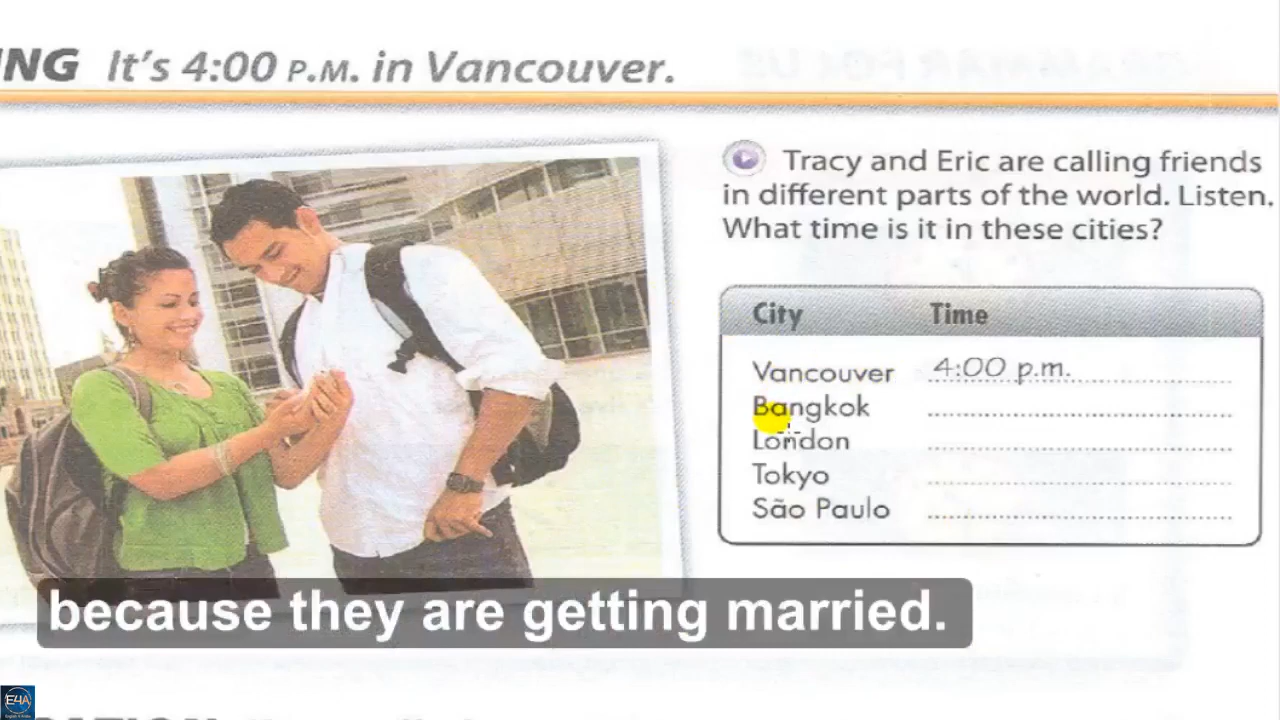 NG It's 4:00 P.M. in Vancouver.
Tracy and Eric are calling friends
in different parts of the world. Listen.
What time is it in these cities?
City Time
Vancouver 4:00 p.m.
Bangkok
London
Tokyo
São Paulo
because they are getting married.
E4A